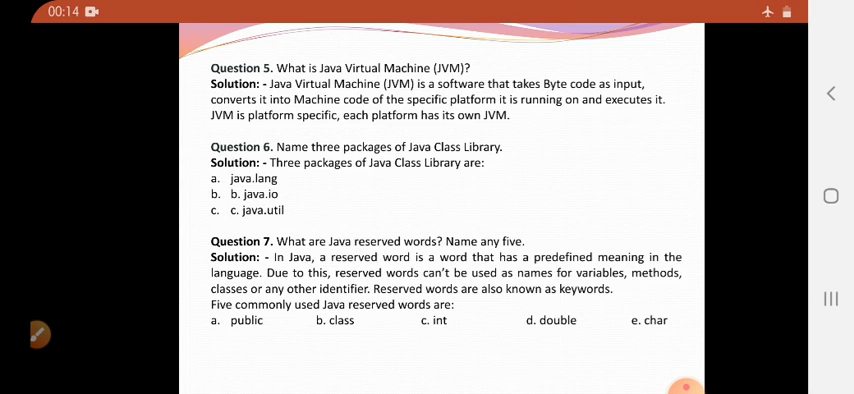 00:14
Question 5. What is Java Virtual Machine (JVM)?
Solution: - Java Virtual Machine (JVM) is a software that takes Byte code as input,
converts it into Machine code of the specific platform it is running on and executes it.
JVM is platform specific, each platform has its own JVM.
Question 6. Name three packages of Java Class Library.
Solution: - Three packages of Java Class Library are:
a. java.lang
b. b. java.io
c. c. java.util
Question 7. What are Java reserved words? Name any five.
Solution: - In Java, a reserved word is a word that has a predefined meaning in the
language. Due to this, reserved words can't be used as names for variables, methods,
classes or any other identifier. Reserved words are also known as keywords.
Five commonly used Java reserved words are:
a. public b. class c. int d. double e. char